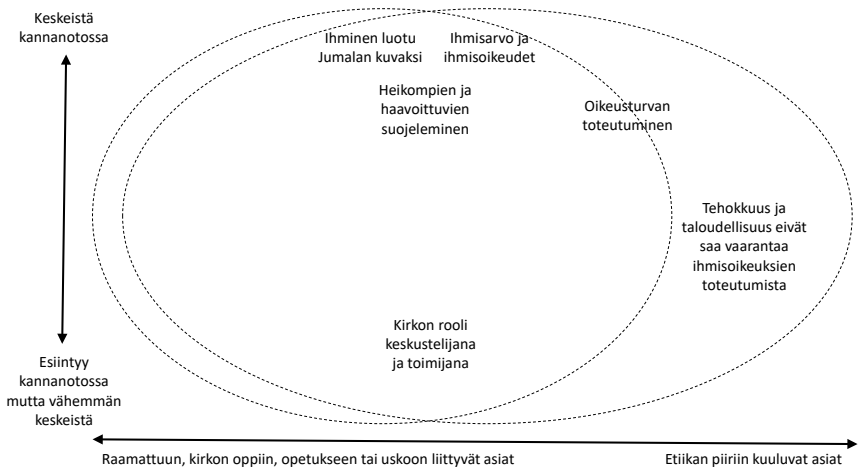 Keskeistä
kannanotossa
Ihminen luotu
Jumalan kuvaksi
Ihmisarvo ja
ihmisoikeudet
Heikompien ja
haavoittuvien
suojeleminen
Oikeusturvan
toteutuminen
Tehokkuus ja
taloudellisuus eivät
saa vaarantaa
ihmisoikeuksien
toteutumista
Kirkon rooli
keskustelijana
ja toimijana
Esiintyy
kannanotossa
mutta vähemmän
keskeistä
Raamattuun, kirkon oppiin, opetukseen tai uskoon liittyvät asiat
Etiikan piiriin kuuluvat asiat